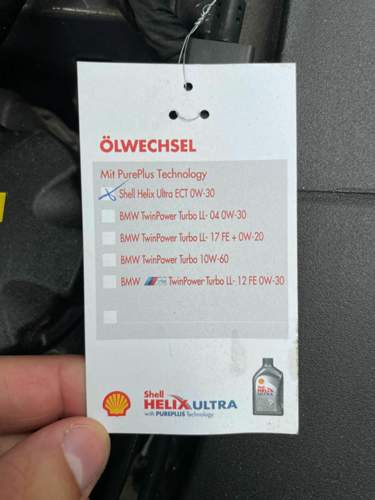 ÖLWECHSEL
Mit PurePlus Technology
Shell Helix Ultra ECT 0W-30
BMW TwinPower Turbo LL- 04 0W-30
BMW TwinPower Turbo LL- 17 FE + 0W-20
BMW TwinPower Turbo 10W-60
BMW TwinPower Turbo LL- 12 FE 0W-30
Shell
HELIX ULTRA
with PUREPLUS Technology